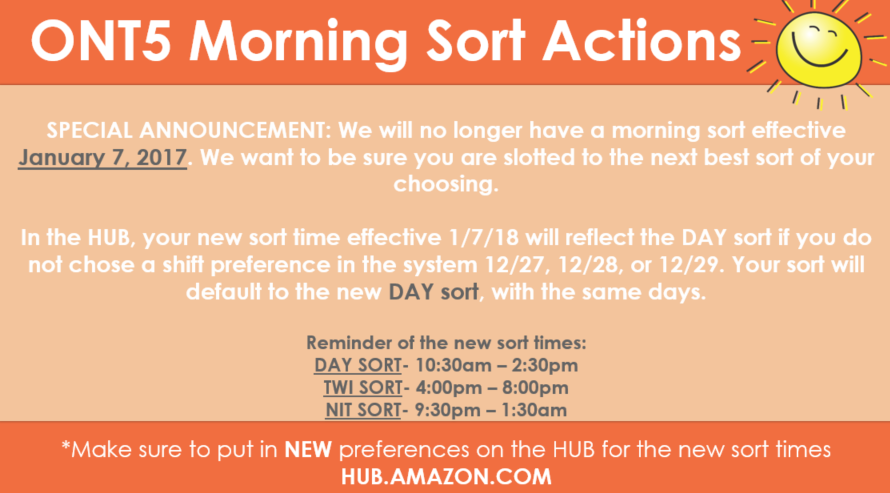 ONT5 Morning Sort Actions
SPECIAL ANNOUNCEMENT: We will no longer have a morning sort effective
January 7, 2017. We want to be sure you are slotted to the next best sort of your
choosing.
In the HUB, your new sort time effective 1/7/18 will reflect the DAY sort if you do
not chose a shift preference in the system 12/27, 12/28, or 12/29. Your sort will
default to the new DAY sort, with the same days.
Reminder of the new sort times:
DAY SORT- 10:30am – 2:30pm
TWI SORT- 4:00pm – 8:00pm
NIT SORT- 9:30pm – 1:30am
*Make sure to put in NEW preferences on the HUB for the new sort times
HUB.AMAZON.COM